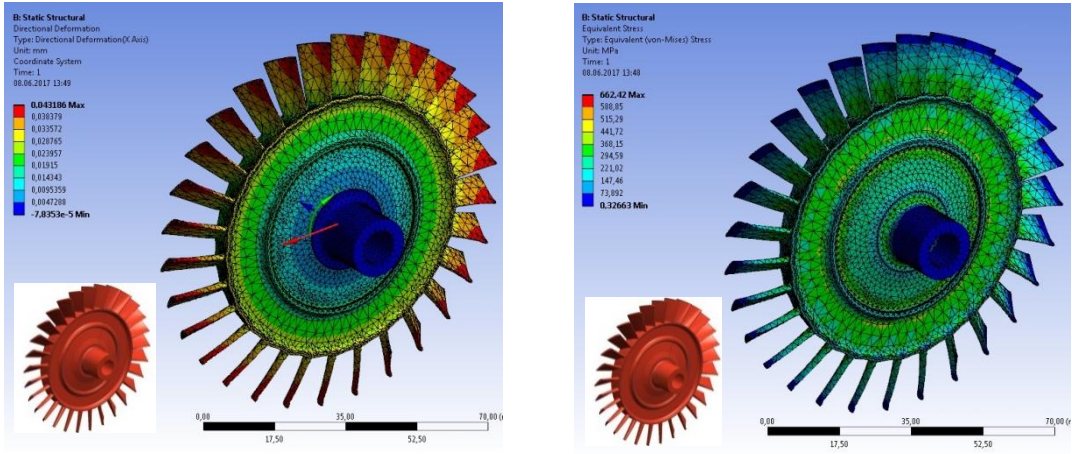 B: Static Structural
Directional Deformation
Type: Directional Deformation(X Axis)
Unit: mm
Coordinate System
Time: 1
08.06.2017 13:49
0,043186 Max
0,038379
0,033572
0,028765
0,023957
0,01915
0,014343
0,0095359
0,0047288
-7,8353e-5 Min
0,00
35,00
70,00
17,50
52,50
B: Static Structural
Equivalent Stress
Type: Equivalent (von-Mises) Stress
Unit: MPa
Time: 1
08.06.2017 13:48
662,42 Max
588,85
515,29
441,72
368,15
294,59
221,02
147,46
73,892
0,32663 Min
0,00
35,00
70,00
17,50
52,50